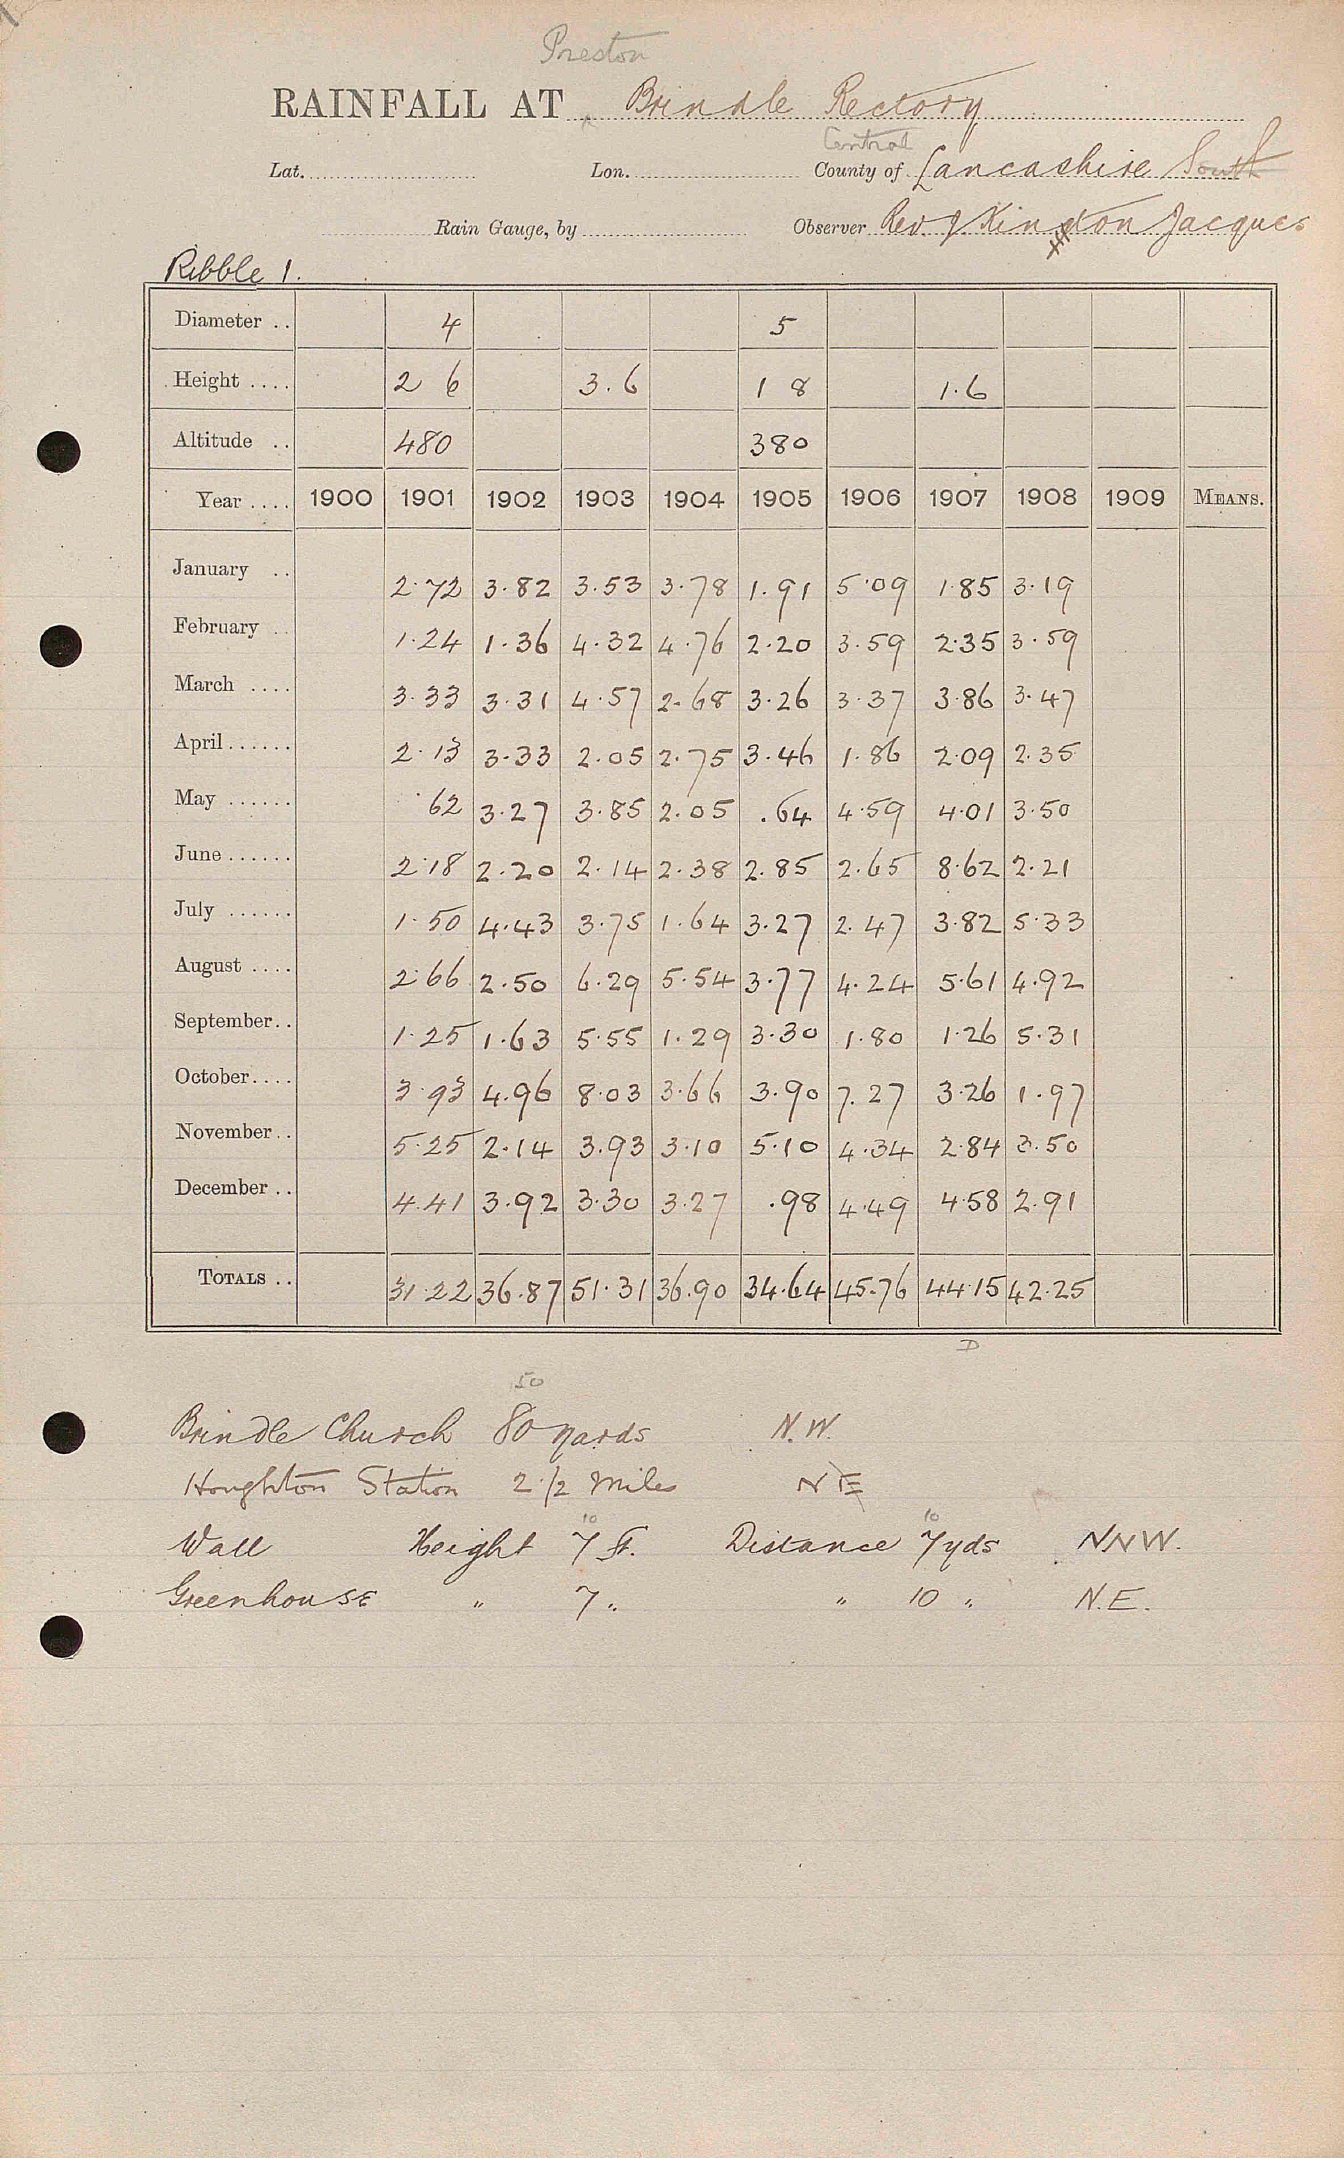 Preston
RAINFALL AT Brindle Rectory
Central
Lat. Lon. County of Lancashire South
Rain Gauge, by Observer Rev. J. Kington Jacques
Ribble 1.
Diameter .. 4 5
Height .... 2 6 3.6 1 8 1.6
Altitude .. 480 380
Year .... 1900 1901 1902 1903 1904 1905 1906 1907 1908 1909 MEANS.
January .. 2.72 3.82 3.53 3.78 1.91 5.09 1.85 3.19
February .. 1.24 1.36 4.32 4.76 2.20 3.59 2.35 3.59
March .... 3.33 3.31 4.57 2.68 3.26 3.37 3.86 3.47
April ...... 2.13 3.33 2.05 2.75 3.46 1.86 2.09 2.35
May ...... .62 3.27 3.85 2.05 .64 4.59 4.01 3.50
June ...... 2.18 2.20 2.14 2.38 2.85 2.65 8.62 2.21
July ...... 1.50 4.43 3.75 1.64 3.27 2.47 3.82 5.33
August .... 2.66 2.50 6.29 5.54 3.77 4.24 5.61 4.92
September.. 1.25 1.63 5.55 1.29 3.30 1.80 1.26 5.31
October.... 3.93 4.96 8.03 3.66 3.90 7.27 3.26 1.97
November.. 5.25 2.14 3.93 3.10 5.10 4.34 2.84 3.50
December .. 4.41 3.92 3.30 3.27 .98 4.49 4.58 2.91
TOTALS .. 31.22 36.87 51.31 36.90 34.64 45.76 44.15 42.25
D
50
Brindle Church 80 yards N.W.
Houghton Station 2 1/2 Miles N E
10 10
Wall Height 7 ft. Distance 7 yds NNW.
Greenhouse " 7 " " 10 " N.E.